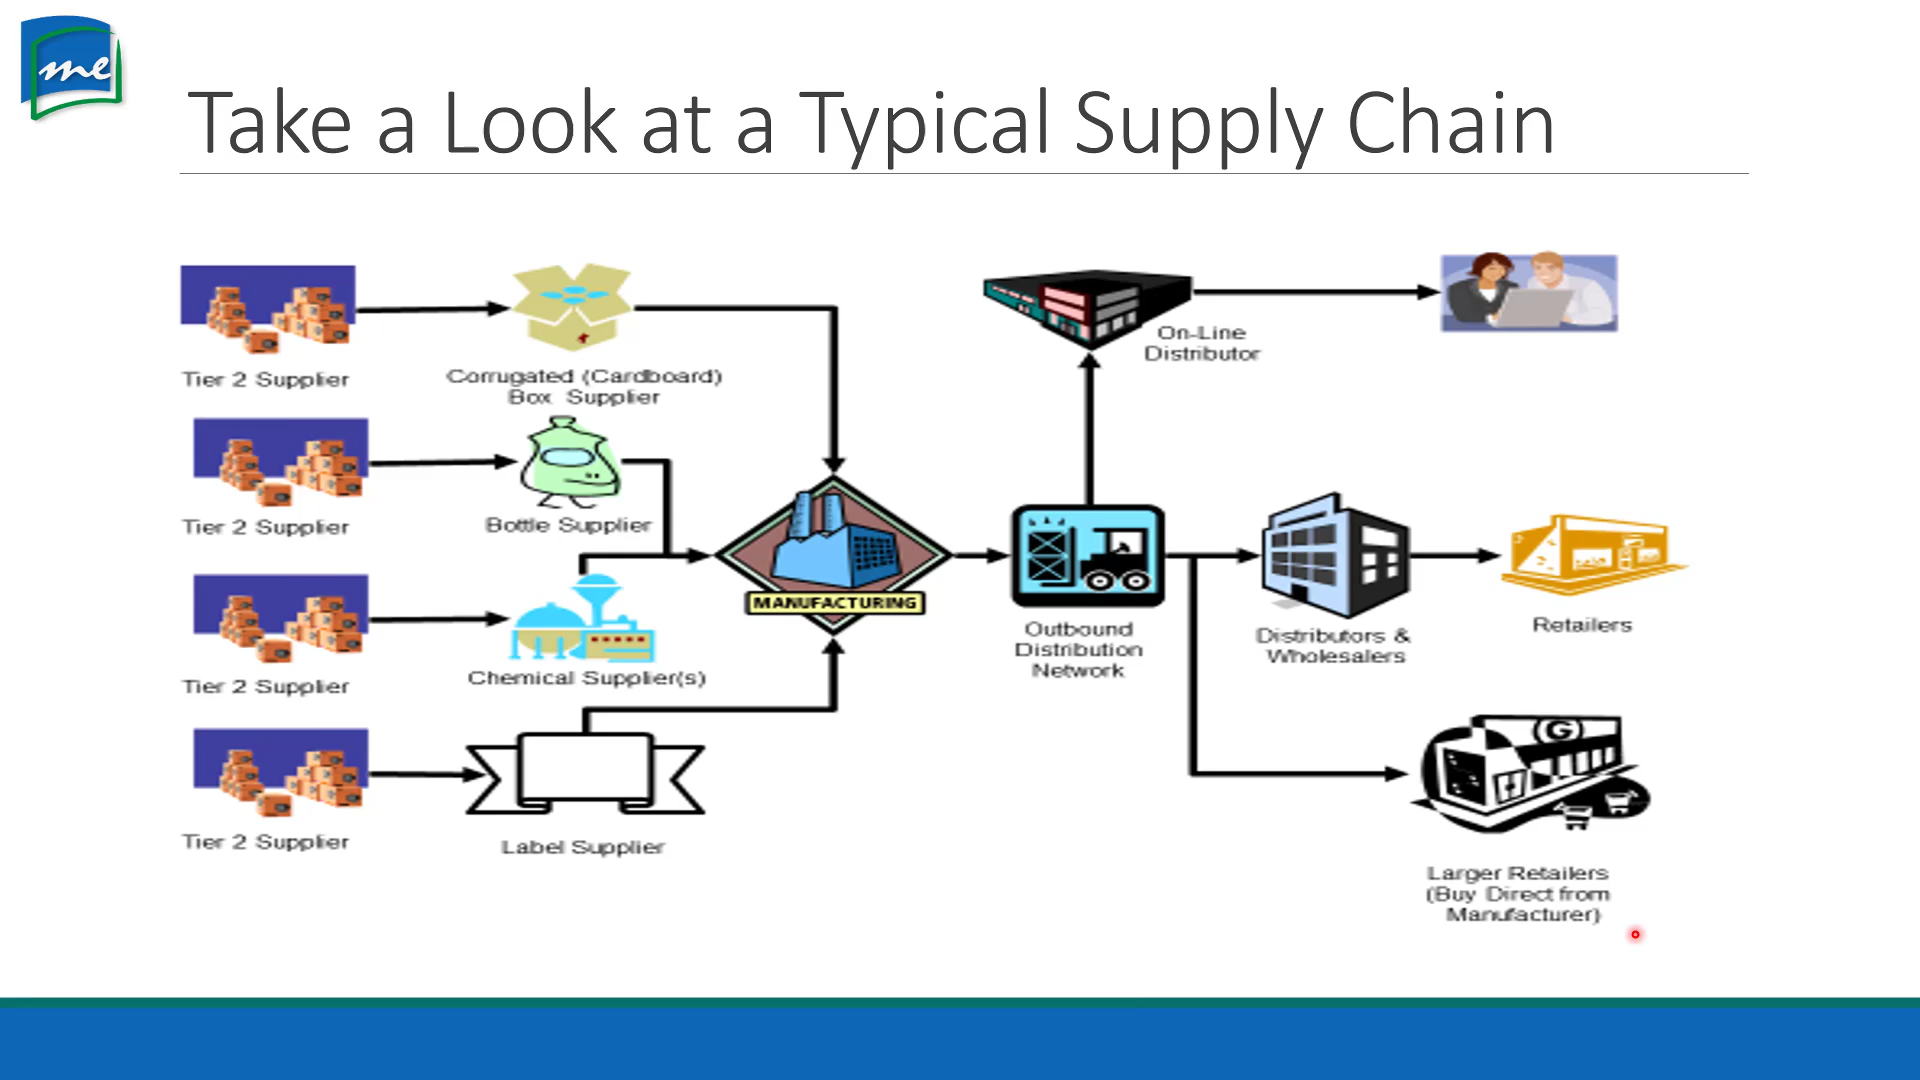 me
Take a Look at a Typical Supply Chain
Tier 2 Supplier
Corrugated (Cardboard)
Box Supplier
On-Line
Distributor
Tier 2 Supplier
Bottle Supplier
MANUFACTURING
Outbound
Distribution
Network
Distributors &
Wholesalers
Retailers
Tier 2 Supplier
Chemical Supplier(s)
G
Tier 2 Supplier
Label Supplier
Larger Retailers
(Buy Direct from
Manufacturer)